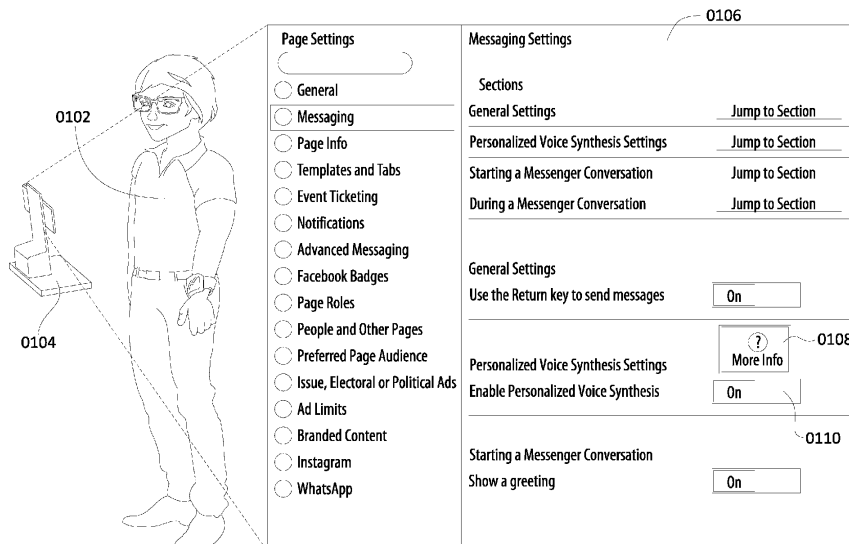 0106
0102
0104
Page Settings
General
Messaging
Page Info
Templates and Tabs
Event Ticketing
Notifications
Advanced Messaging
Facebook Badges
Page Roles
People and Other Pages
Preferred Page Audience
Issue, Electoral or Political Ads
Ad Limits
Branded Content
Instagram
WhatsApp
Messaging Settings
Sections
General Settings Jump to Section
Personalized Voice Synthesis Settings Jump to Section
Starting a Messenger Conversation Jump to Section
During a Messenger Conversation Jump to Section
General Settings
Use the Return key to send messages On
? 0108
More Info
Personalized Voice Synthesis Settings
Enable Personalized Voice Synthesis On
0110
Starting a Messenger Conversation
Show a greeting On